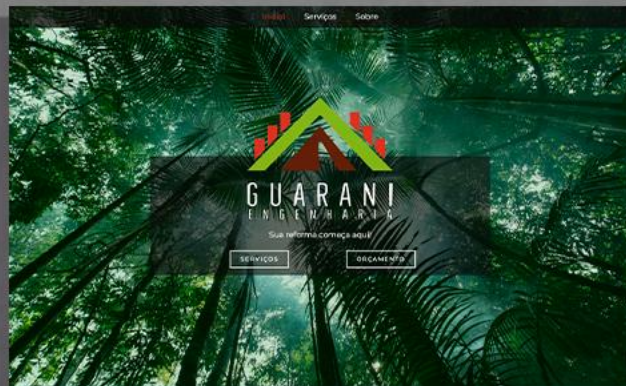 Início Serviços Sobre
GUARANI
ENGENHARIA
Sua reforma começa aqui!
SERVIÇOS ORÇAMENTO